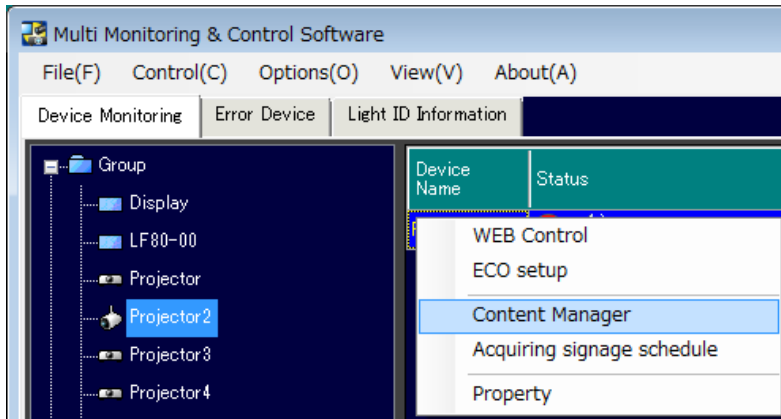 Multi Monitoring & Control Software
File(F) Control(C) Options(O) View(V) About(A)
Device Monitoring Error Device Light ID Information
Group
Display
LF80-00
Projector
Projector2
Projector3
Projector4
Device
Name
Status
WEB Control
ECO setup
Content Manager
Acquiring signage schedule
Property